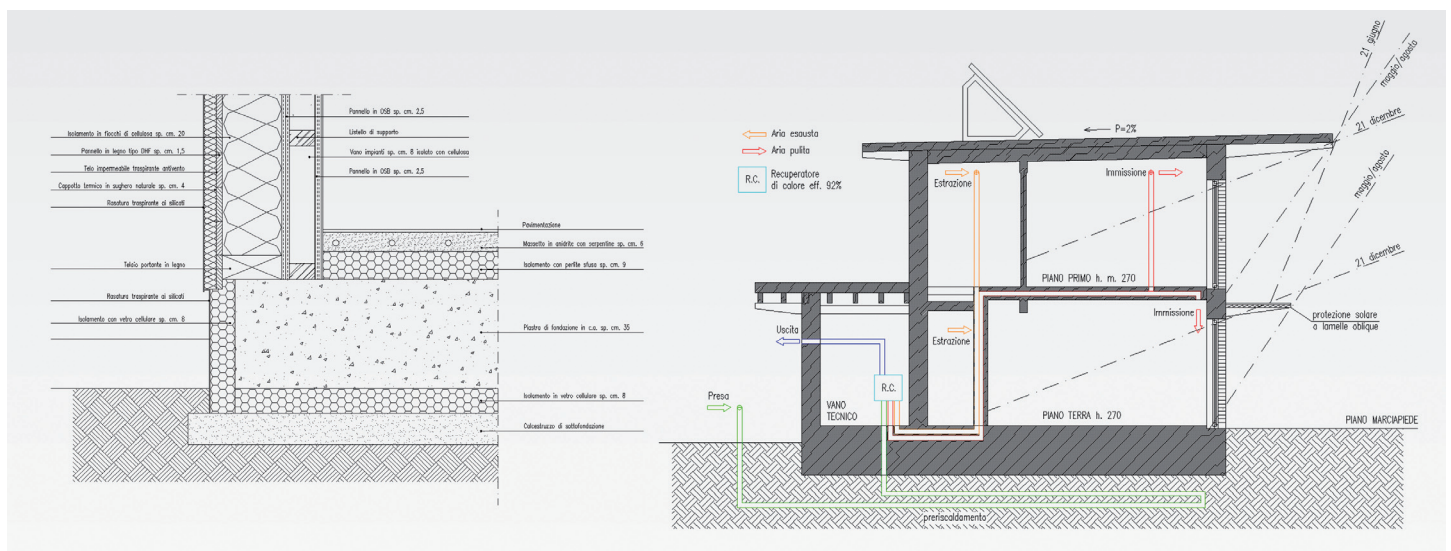 Isolamento in fiocchi di cellulosa sp. cm. 20
Pannello in legno tipo DHF sp. cm. 1,5
Telo impermeabile traspirante antivento
Cappotto termico in sughero naturale sp. cm. 4
Rasatura traspirante ai silicati
Telaio portante in legno
Rasatura traspirante ai silicati
Isolamento con vetro cellulare sp. cm. 6
Pannello in OSB sp. cm. 2,5
Listello di supporto
Vano impianti sp. cm. 8 isolato con cellulosa
Pannello in OSB sp. cm. 2,5
Pavimentazione
Massetto in anidrite con serpentine sp. cm. 6
Isolamento con perlite sfusa sp. cm. 9
Piastra di fondazione in c.a. sp. cm. 35
Isolamento in vetro cellulare sp. cm. 8
Calcestruzzo di sottofondazione
Aria esausta
Aria pulita
R.C.
Recuperatore
di calore eff. 92%
P=2%
21 giugno
maggio/agosto
21 dicembre
maggio/agosto
21 dicembre
Estrazione
Immissione
PIANO PRIMO h. m. 270
Immissione
protezione solare
a lamelle oblique
Uscita
Estrazione
R.C.
Presa
VANO
TECNICO
PIANO TERRA h. 270
PIANO MARCIAPIEDE
preriscaldamento